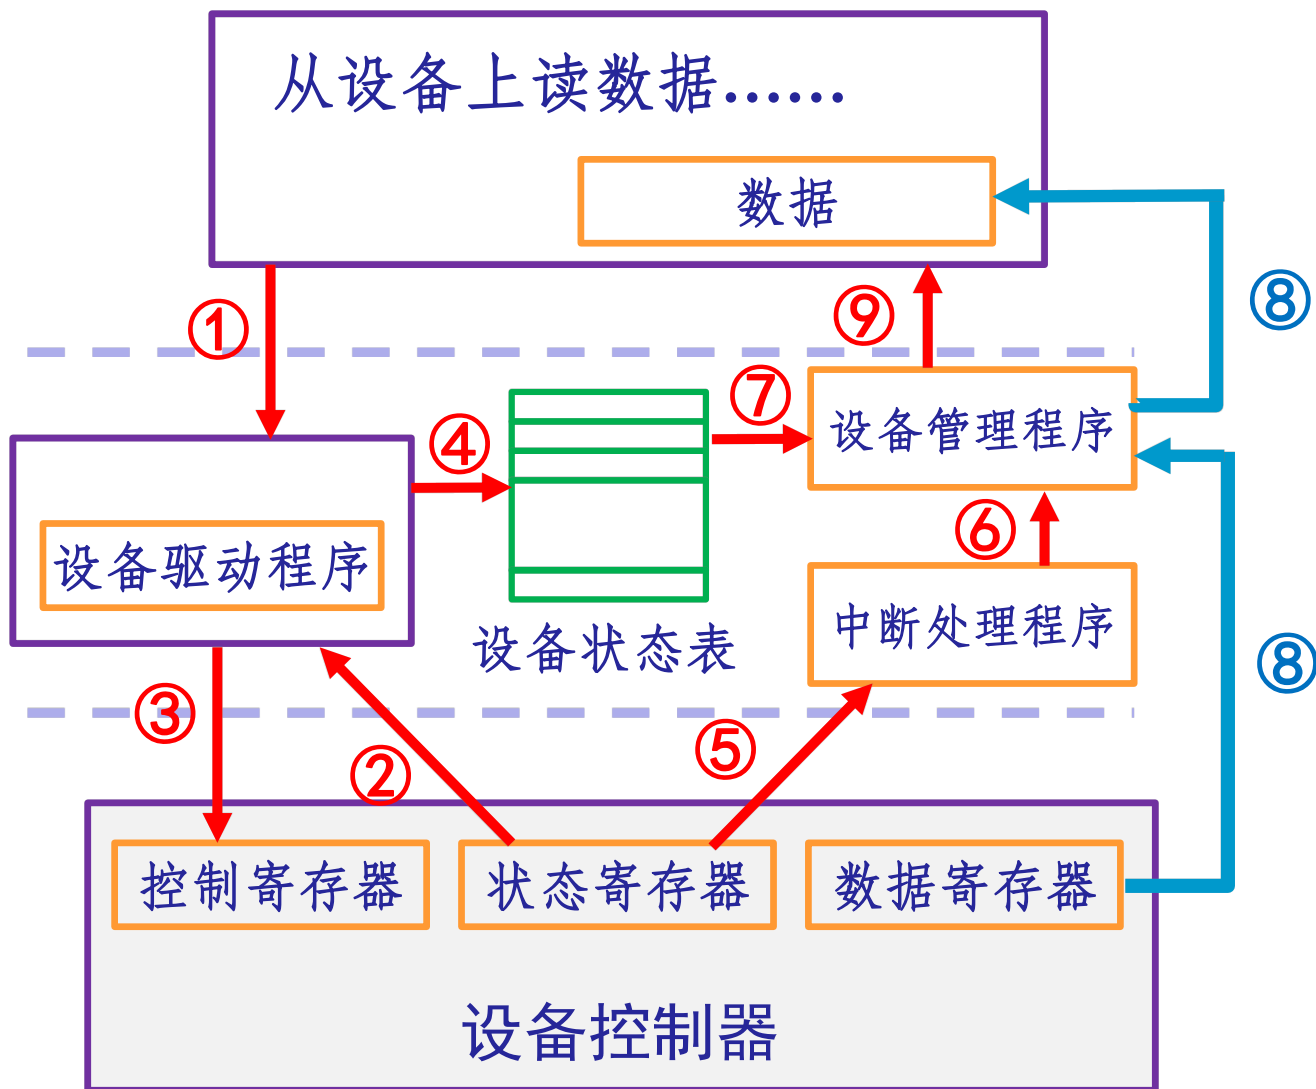 从设备上读数据......
数据
①
⑧
⑨
⑦
④
设备管理程序
⑥
设备驱动程序
设备状态表
中断处理程序
⑧
③
②
⑤
控制寄存器
状态寄存器
数据寄存器
设备控制器